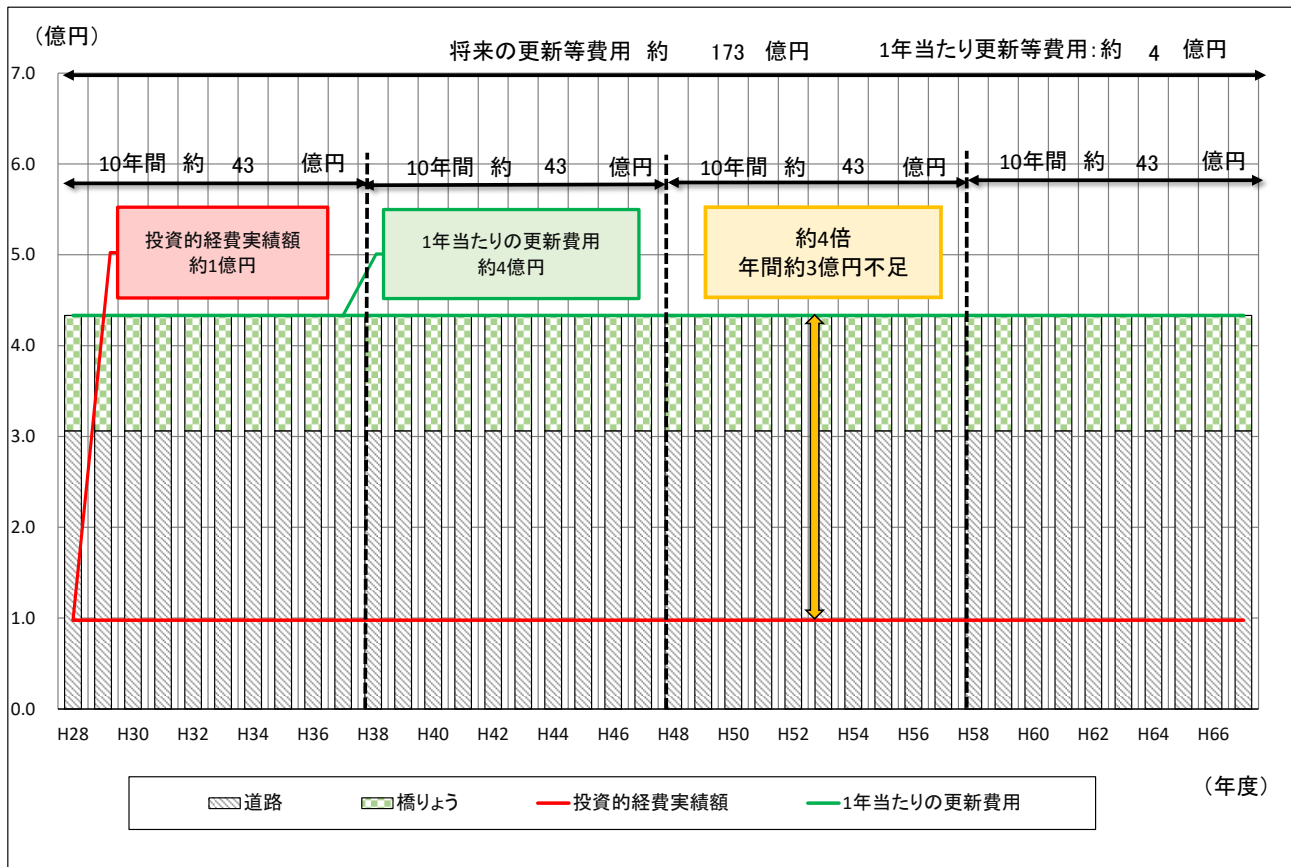 （億円）
将来の更新等費用 約 173 億円 1年当たり更新等費用：約 4 億円
7.0
6.0
5.0
4.0
3.0
2.0
1.0
0.0
10年間 約 43 億円
10年間 約 43 億円
10年間 約 43 億円
10年間 約 43 億円
投資的経費実績額
約1億円
1年当たりの更新費用
約4億円
約4倍
年間約3億円不足
H28 H30 H32 H34 H36 H38 H40 H42 H44 H46 H48 H50 H52 H54 H56 H58 H60 H62 H64 H66
（年度）
道路 橋りょう 投資的経費実績額 1年当たりの更新費用